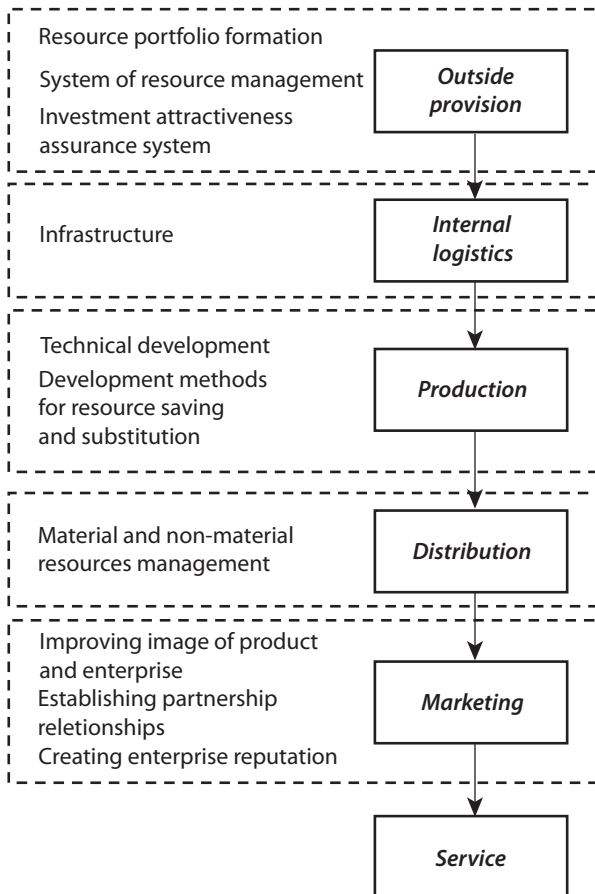 Resource portfolio formation
System of resource management
Investment attractiveness
assurance system
Outside
provision
Infrastructure
Internal
logistics
Technical development
Development methods
for resource saving
and substitution
Production
Material and non-material
resources management
Distribution
Improving image of product
and enterprise
Establishing partnership
reletionships
Creating enterprise reputation
Marketing
Service